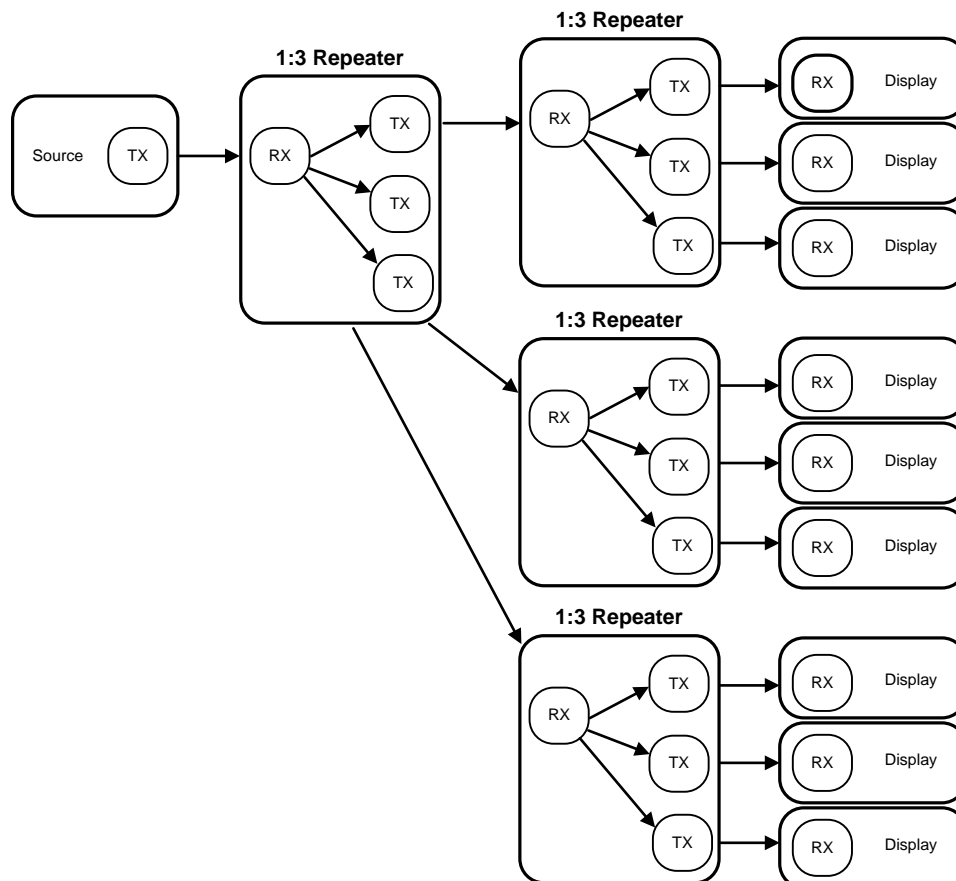 1:3 Repeater
1:3 Repeater
Source
TX
RX
TX
TX
TX
RX
TX
TX
TX
RX
Display
RX
Display
RX
Display
1:3 Repeater
RX
TX
TX
TX
RX
Display
RX
Display
RX
Display
1:3 Repeater
RX
TX
TX
TX
RX
Display
RX
Display
RX
Display